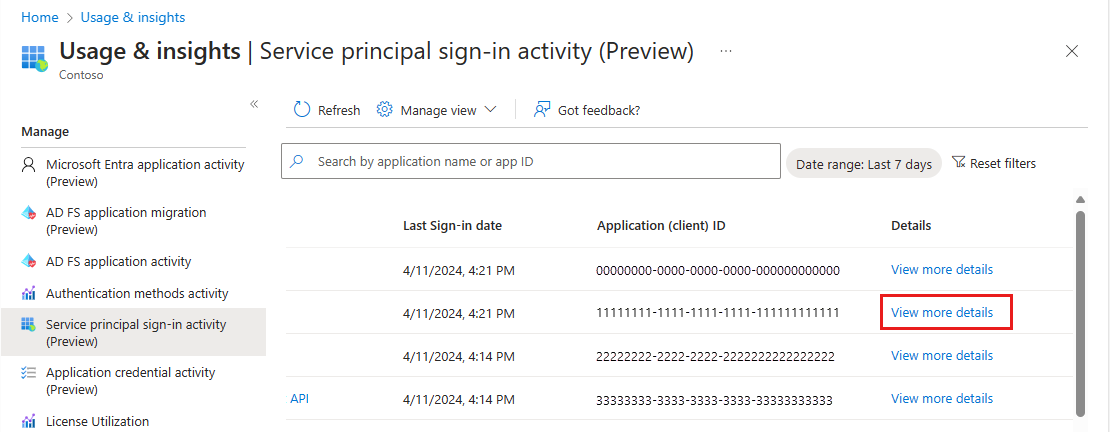 Home > Usage & insights
Usage & insights | Service principal sign-in activity (Preview) ...
Contoso
Manage
Microsoft Entra application activity
(Preview)
AD FS application migration
(Preview)
AD FS application activity
Authentication methods activity
Service principal sign-in activity
(Preview)
Application credential activity
(Preview)
License Utilization
Refresh Manage view Got feedback?
Search by application name or app ID Date range: Last 7 days Reset filters
Last Sign-in date Application (client) ID Details
4/11/2024, 4:21 PM 00000000-0000-0000-0000-000000000000 View more details
4/11/2024, 4:21 PM 11111111-1111-1111-1111-111111111111 View more details
4/11/2024, 4:14 PM 22222222-2222-2222-2222222222222222 View more details
API 4/11/2024, 4:14 PM 33333333-3333-3333-3333-33333333333 View more details